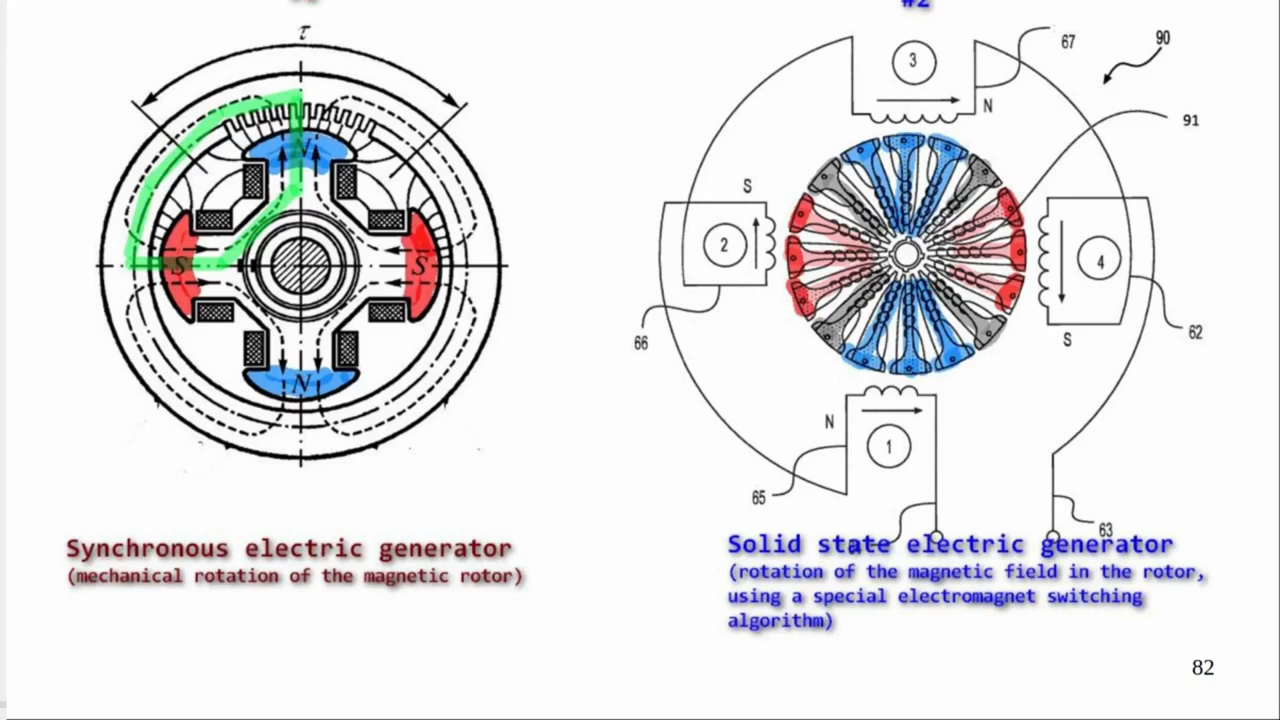 #2
τ
N
S
S
N
3
67
90
N
91
S
2
4
66
S
62
N
1
65
63
Synchronous electric generator
(mechanical rotation of the magnetic rotor)
Solid state electric generator
(rotation of the magnetic field in the rotor,
using a special electromagnet switching
algorithm)
82